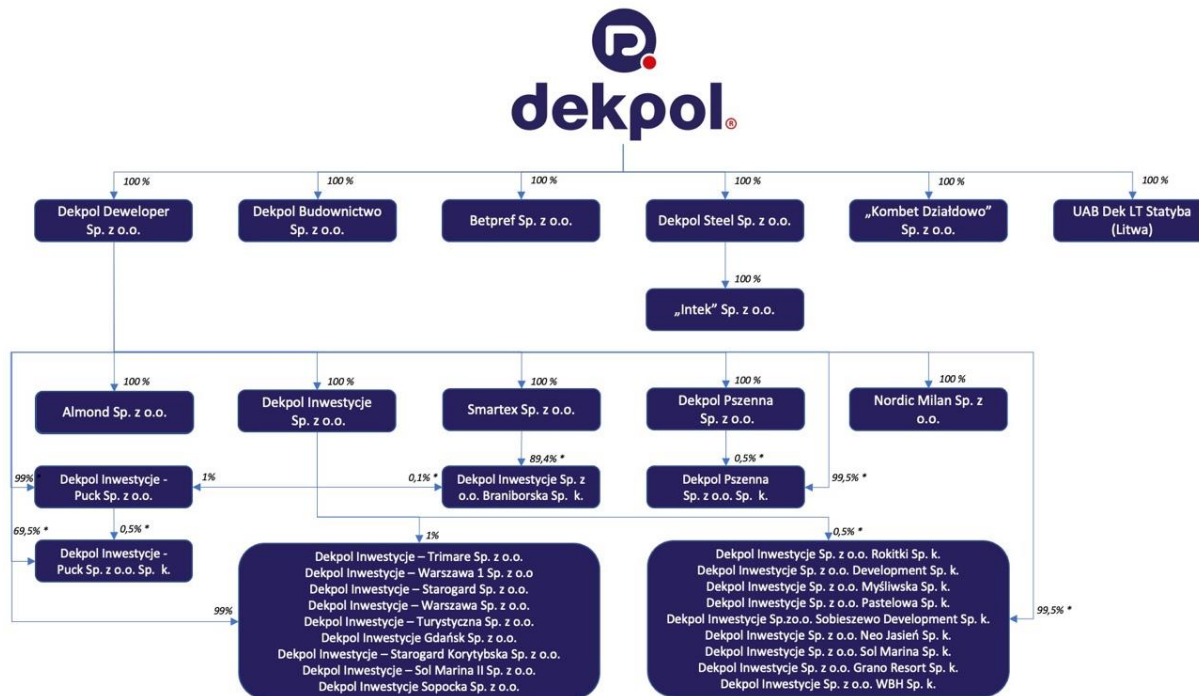 dekpol®
100 %
100 %
100 %
100 %
100 %
100 %
Dekpol Deweloper
Sp. z o.o.
Dekpol Budownictwo
Sp. z o.o.
Betpref Sp. z o.o.
Dekpol Steel Sp. z o.o.
„Kombet Działdowo”
Sp. z o.o.
UAB Dek LT Statyba
(Litwa)
100 %
„Intek” Sp. z o.o.
100 %
100 %
100 %
100 %
100 %
Almond Sp. z o.o.
Dekpol Inwestycje
Sp. z o.o.
Smartex Sp. z o.o.
Dekpol Pszenna
Sp. z o.o.
Nordic Milan Sp. z
o.o.
89,4% *
0,5% *
99% *
Dekpol Inwestycje -
Puck Sp. z o.o.
1%
0,1% *
Dekpol Inwestycje Sp. z
o.o. Braniborska Sp. k.
Dekpol Pszenna
Sp. z o.o. Sp. k.
99,5% *
69,5% *
0,5% *
Dekpol Inwestycje -
Puck Sp. z o.o. Sp. k.
1%
0,5% *
Dekpol Inwestycje – Trimare Sp. z o.o.
Dekpol Inwestycje – Warszawa 1 Sp. z o.o
Dekpol Inwestycje – Starogard Sp. z o.o.
Dekpol Inwestycje – Warszawa Sp. z o.o.
Dekpol Inwestycje – Turystyczna Sp. z o.o.
Dekpol Inwestycje Gdańsk Sp. z o.o.
Dekpol Inwestycje – Starogard Korytybska Sp. z o.o.
Dekpol Inwestycje – Sol Marina II Sp. z o.o.
Dekpol Inwestycje Sopocka Sp. z o.o.
99%
Dekpol Inwestycje Sp. z o.o. Rokitki Sp. k.
Dekpol Inwestycje Sp. z o.o. Development Sp. k.
Dekpol Inwestycje Sp. z o.o. Myśliwska Sp. k.
Dekpol Inwestycje Sp. z o.o. Pastelowa Sp. k.
Dekpol Inwestycje Sp.zo.o. Sobieszewo Development Sp. k.
Dekpol Inwestycje Sp. z o.o. Neo Jasień Sp. k.
Dekpol Inwestycje Sp. z o.o. Sol Marina Sp. k.
Dekpol Inwestycje Sp. z o.o. Grano Resort Sp. k.
Dekpol Inwestycje Sp. z o.o. WBH Sp. k.
99,5% *